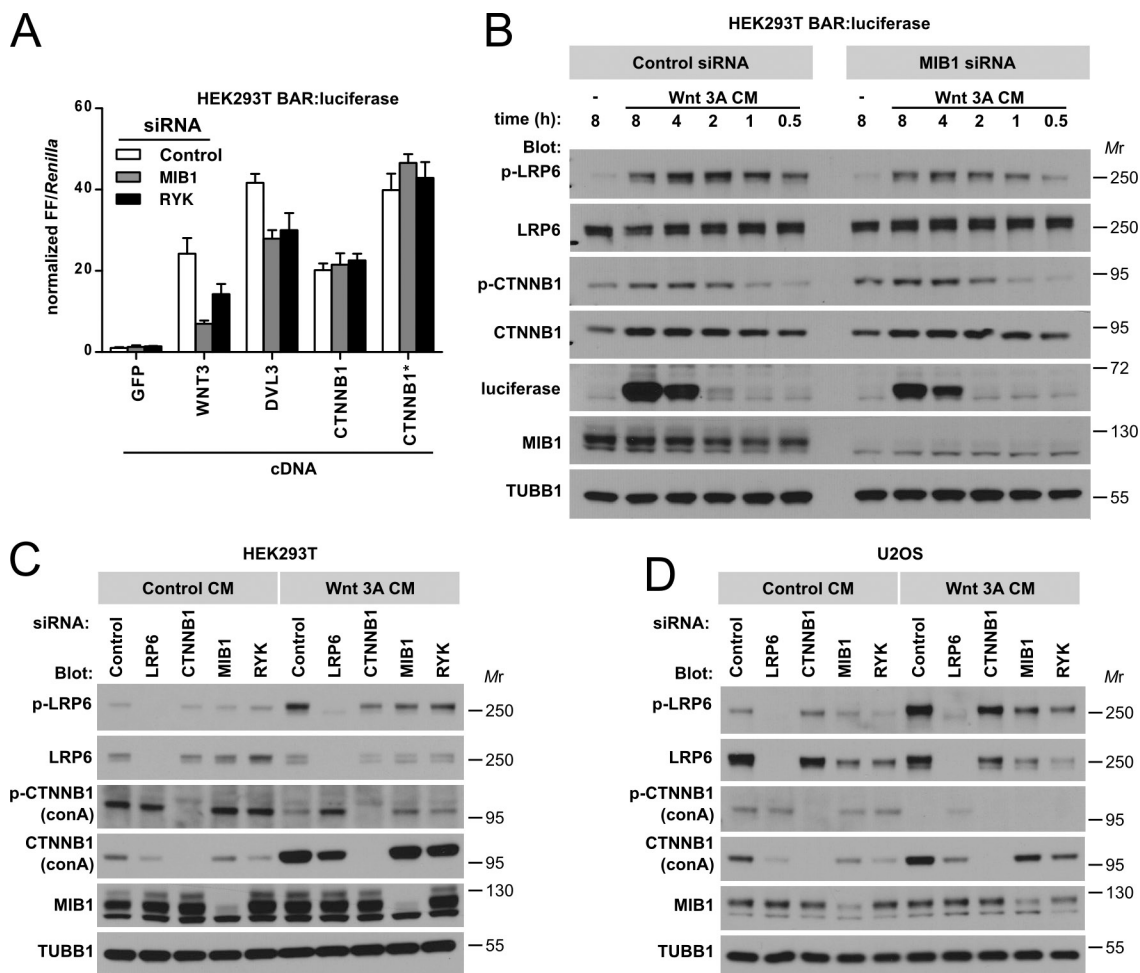 A
HEK293T BAR:luciferase
siRNA
Control
MIB1
RYK
normalized FF/Renilla
60
40
20
0
GFP
WNT3
DVL3
CTNNB1
CTNNB1*
cDNA
B
HEK293T BAR:luciferase
Control siRNA MIB1 siRNA
- Wnt 3A CM - Wnt 3A CM
time (h): 8 8 4 2 1 0.5 8 8 4 2 1 0.5
Blot: Mr
p-LRP6 250
LRP6 250
p-CTNNB1 95
CTNNB1 95
luciferase 72
MIB1 130
TUBB1 55
C
HEK293T
Control CM Wnt 3A CM
siRNA: Control LRP6 CTNNB1 MIB1 RYK Control LRP6 CTNNB1 MIB1 RYK
Blot: Mr
p-LRP6 250
LRP6 250
p-CTNNB1
(conA) 95
CTNNB1
(conA) 95
MIB1 130
TUBB1 55
D
U2OS
Control CM Wnt 3A CM
siRNA: Control LRP6 CTNNB1 MIB1 RYK Control LRP6 CTNNB1 MIB1 RYK
Blot: Mr
p-LRP6 250
LRP6 250
p-CTNNB1
(conA) 95
CTNNB1
(conA) 95
MIB1 130
TUBB1 55